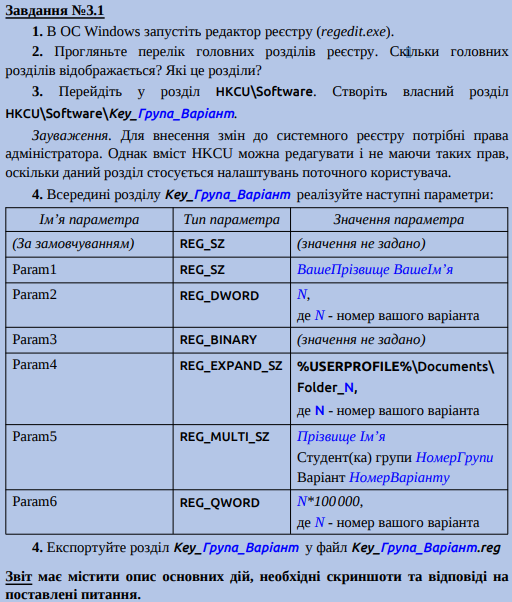 Завдання №3.1
1. В ОС Windows запустіть редактор реєстру (regedit.exe).
2. Прогляньте перелік головних розділів реєстру. Скільки головних
розділів відображається? Які це розділи?
3. Перейдіть у розділ HKCU\Software. Створіть власний розділ
HKCU\Software\Key_Група_Варіант.
Зауваження. Для внесення змін до системного реєстру потрібні права
адміністратора. Однак вміст HKCU можна редагувати і не маючи таких прав,
оскільки даний розділ стосується налаштувань поточного користувача.
4. Всередині розділу Key_Група_Варіант реалізуйте наступні параметри:
Ім’я параметра Тип параметра Значення параметра
(За замовчуванням) REG_SZ (значення не задано)
Param1 REG_SZ ВашеПрізвище ВашеІм’я
Param2 REG_DWORD N,
де N - номер вашого варіанта
Param3 REG_BINARY (значення не задано)
Param4 REG_EXPAND_SZ %USERPROFILE%\Documents\
Folder_N,
де N - номер вашого варіанта
Param5 REG_MULTI_SZ Прізвище Ім’я
Студент(ка) групи НомерГрупи
Варіант НомерВаріанту
Param6 REG_QWORD N*100000,
де N - номер вашого варіанта
4. Експортуйте розділ Key_Група_Варіант у файл Key_Група_Варіант.reg
Звіт має містити опис основних дій, необхідні скриншоти та відповіді на
поставлені питання.